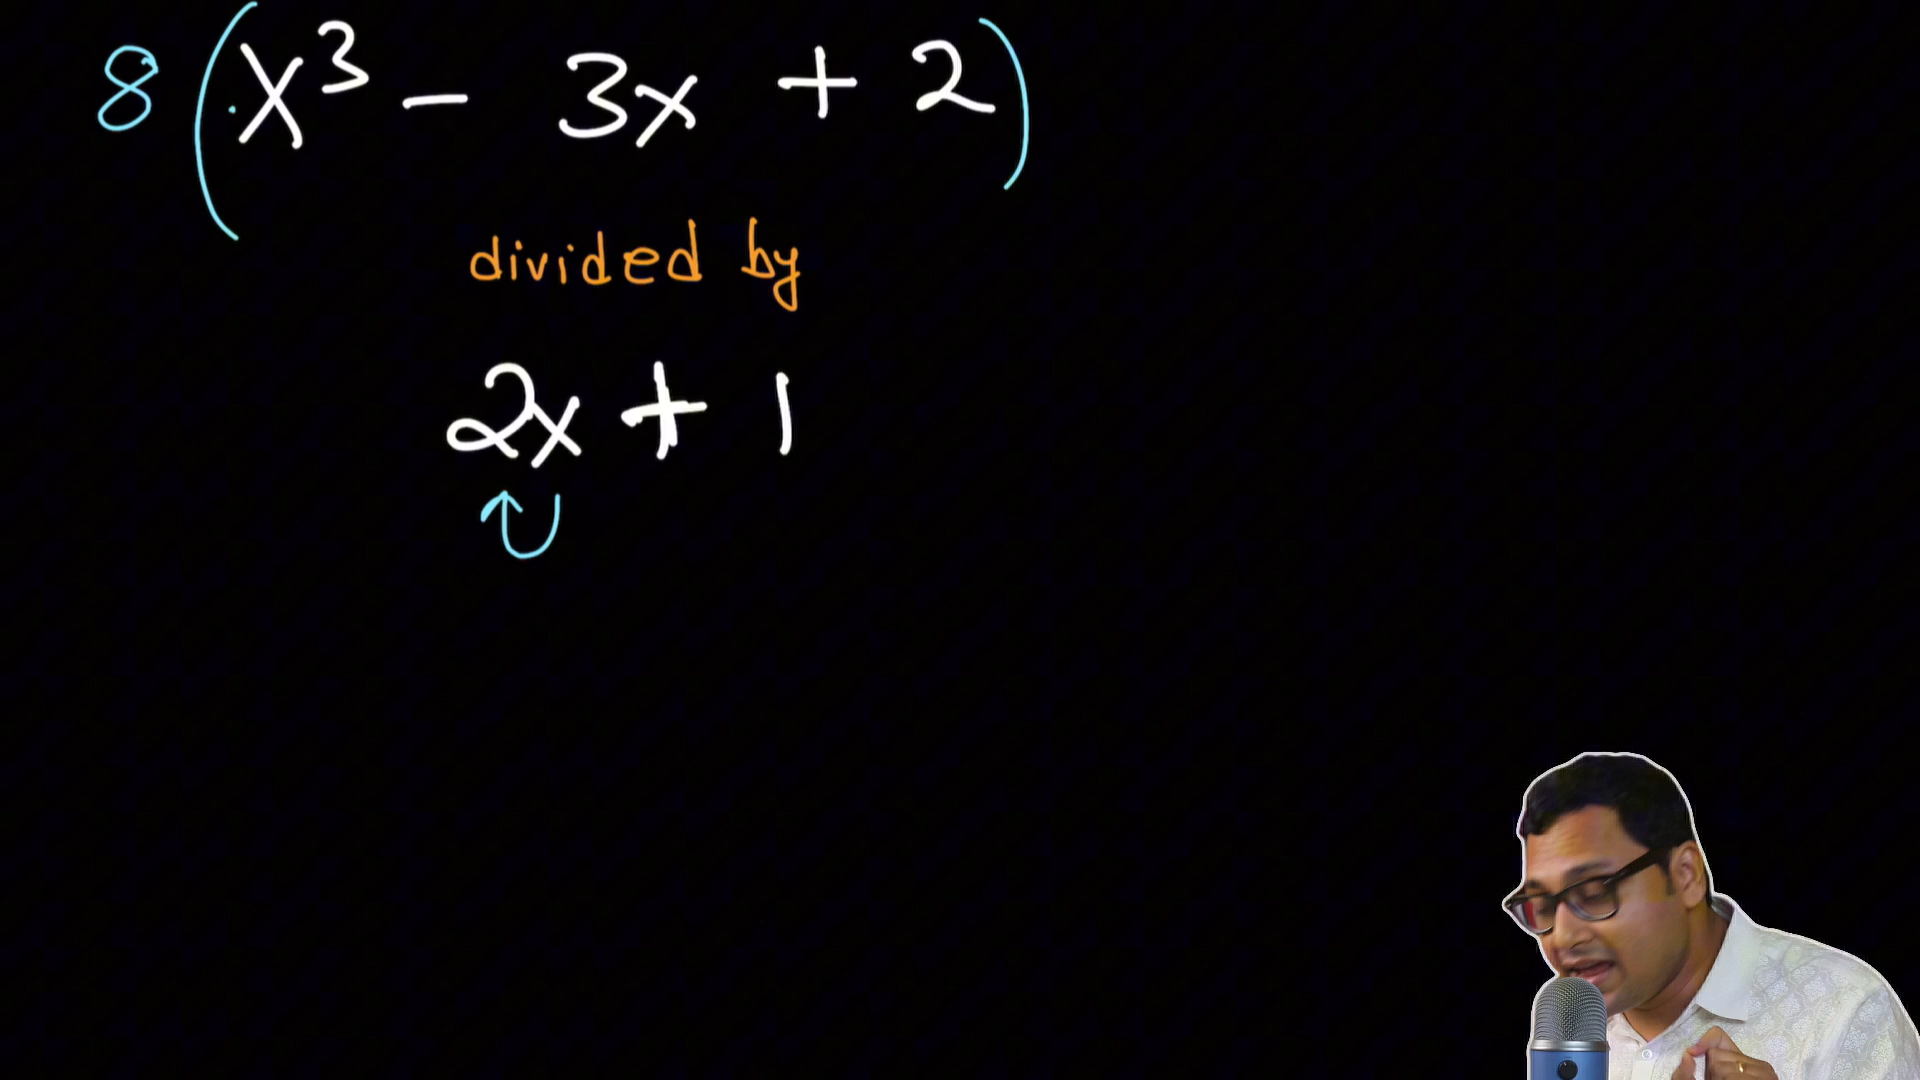 8(x³ - 3x + 2)
divided by
2x + 1